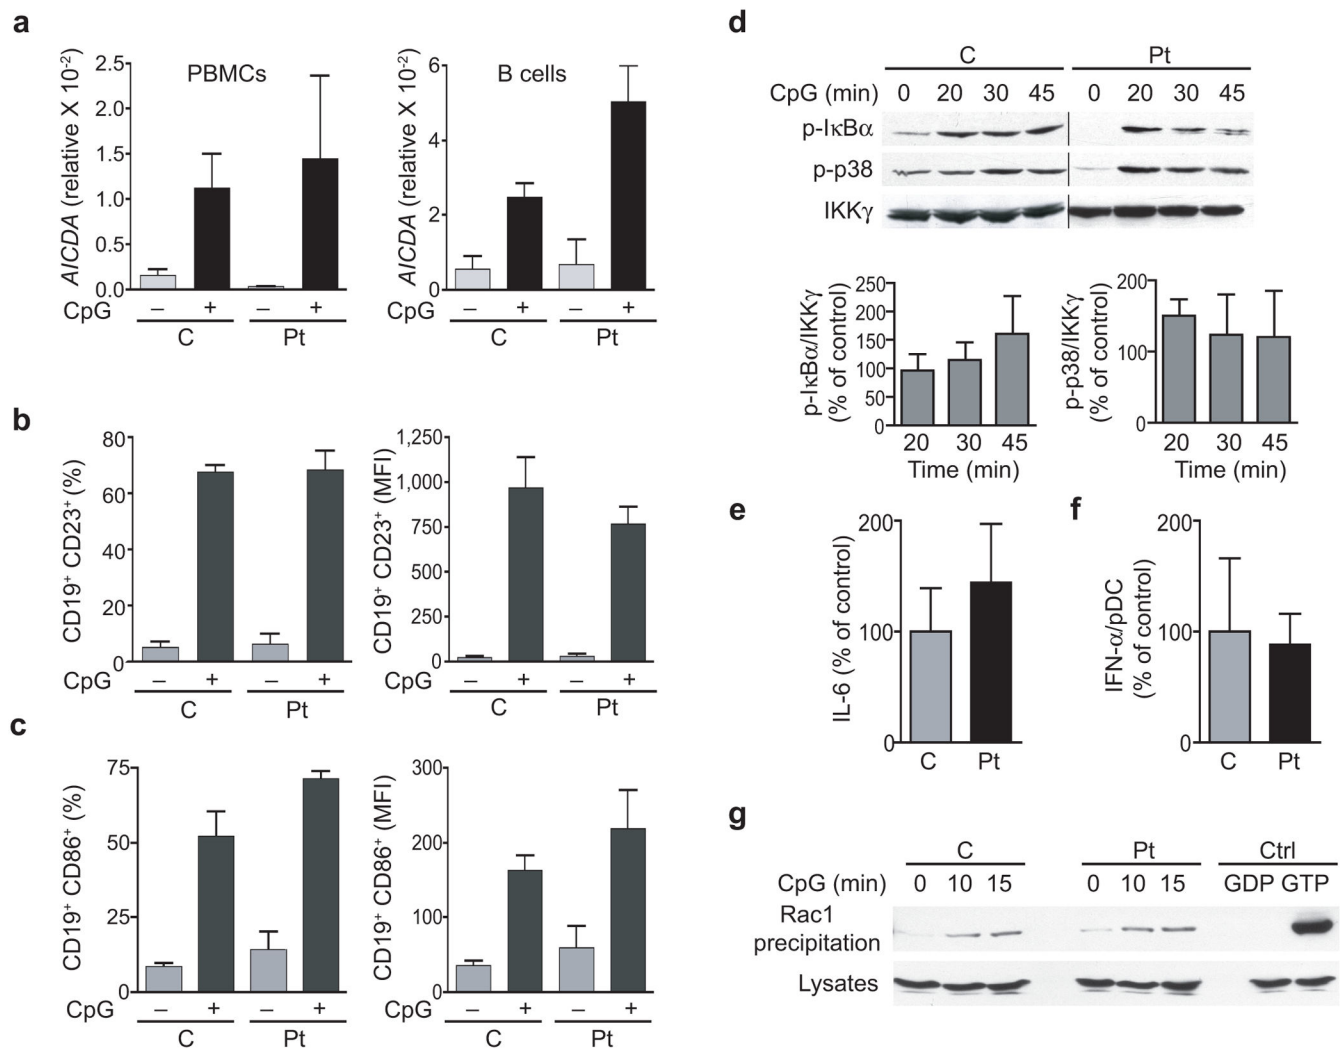 a
PBMCs
B cells
AICDA (relative X 10-2)
2.5
2.0
1.5
1.0
0.5
0.0
AICDA (relative X 10-2)
6
4
2
0
CpG – + – +
C Pt
CpG – + – +
C Pt
b
CD19+ CD23+ (%)
80
60
40
20
0
CD19+ CD23+ (MFI)
1,250
1,000
750
500
250
0
CpG – + – +
C Pt
CpG – + – +
C Pt
c
CD19+ CD86+ (%)
75
50
25
0
CD19+ CD86+ (MFI)
300
200
100
0
CpG – + – +
C Pt
CpG – + – +
C Pt
d
C Pt
CpG (min) 0 20 30 45 0 20 30 45
p-IκBα
p-p38
IKKγ
p-IκBα/IKKγ
(% of control)
250
200
150
100
50
0
20 30 45
Time (min)
p-p38/IKKγ
(% of control)
200
100
0
20 30 45
Time (min)
e
IL-6 (% of control)
200
100
0
C Pt
f
IFN-α/pDC
(% of control)
200
100
0
C Pt
g
C Pt Ctrl
CpG (min) 0 10 15 0 10 15 GDP GTP
Rac1
precipitation
Lysates